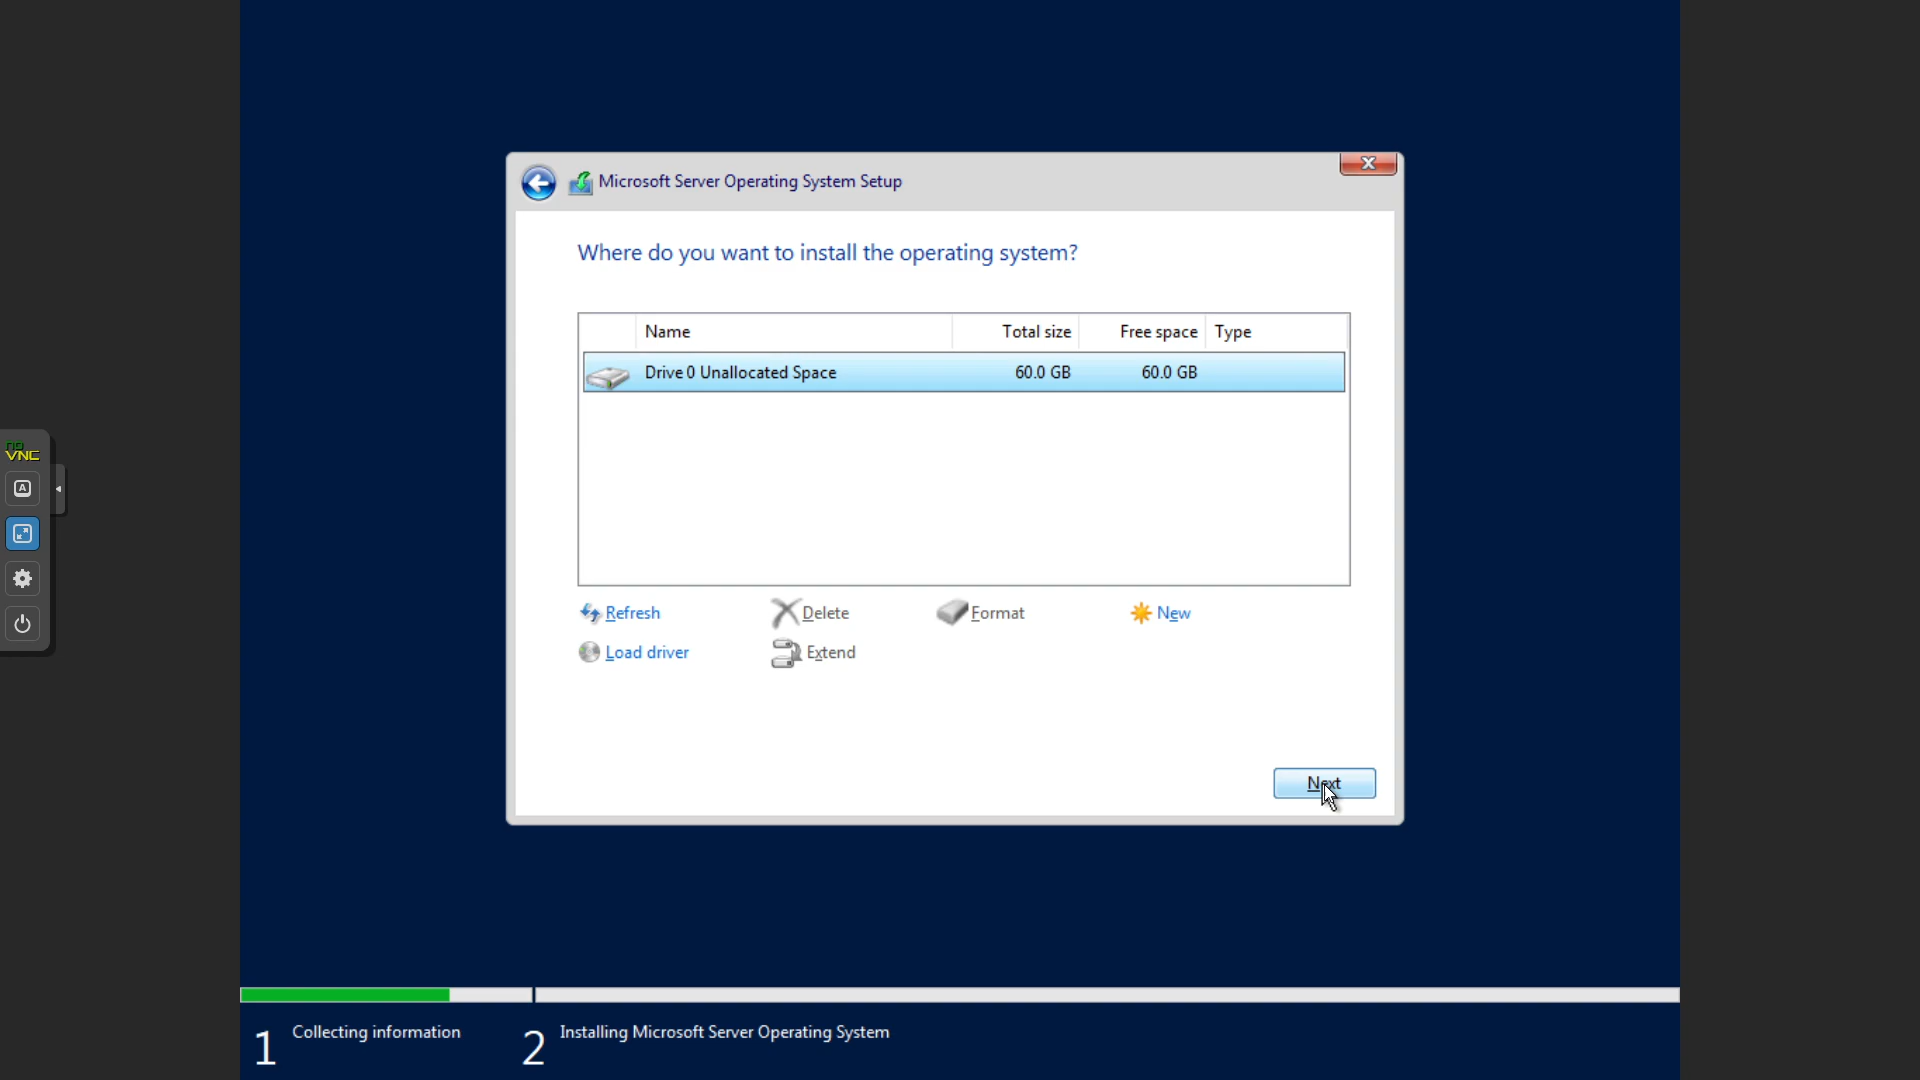 Microsoft Server Operating System Setup
Where do you want to install the operating system?
Name Total size Free space Type
Drive 0 Unallocated Space 60.0 GB 60.0 GB
no
VNC
A
Refresh Delete Format New
Load driver Extend
Next
1 Collecting information 2 Installing Microsoft Server Operating System